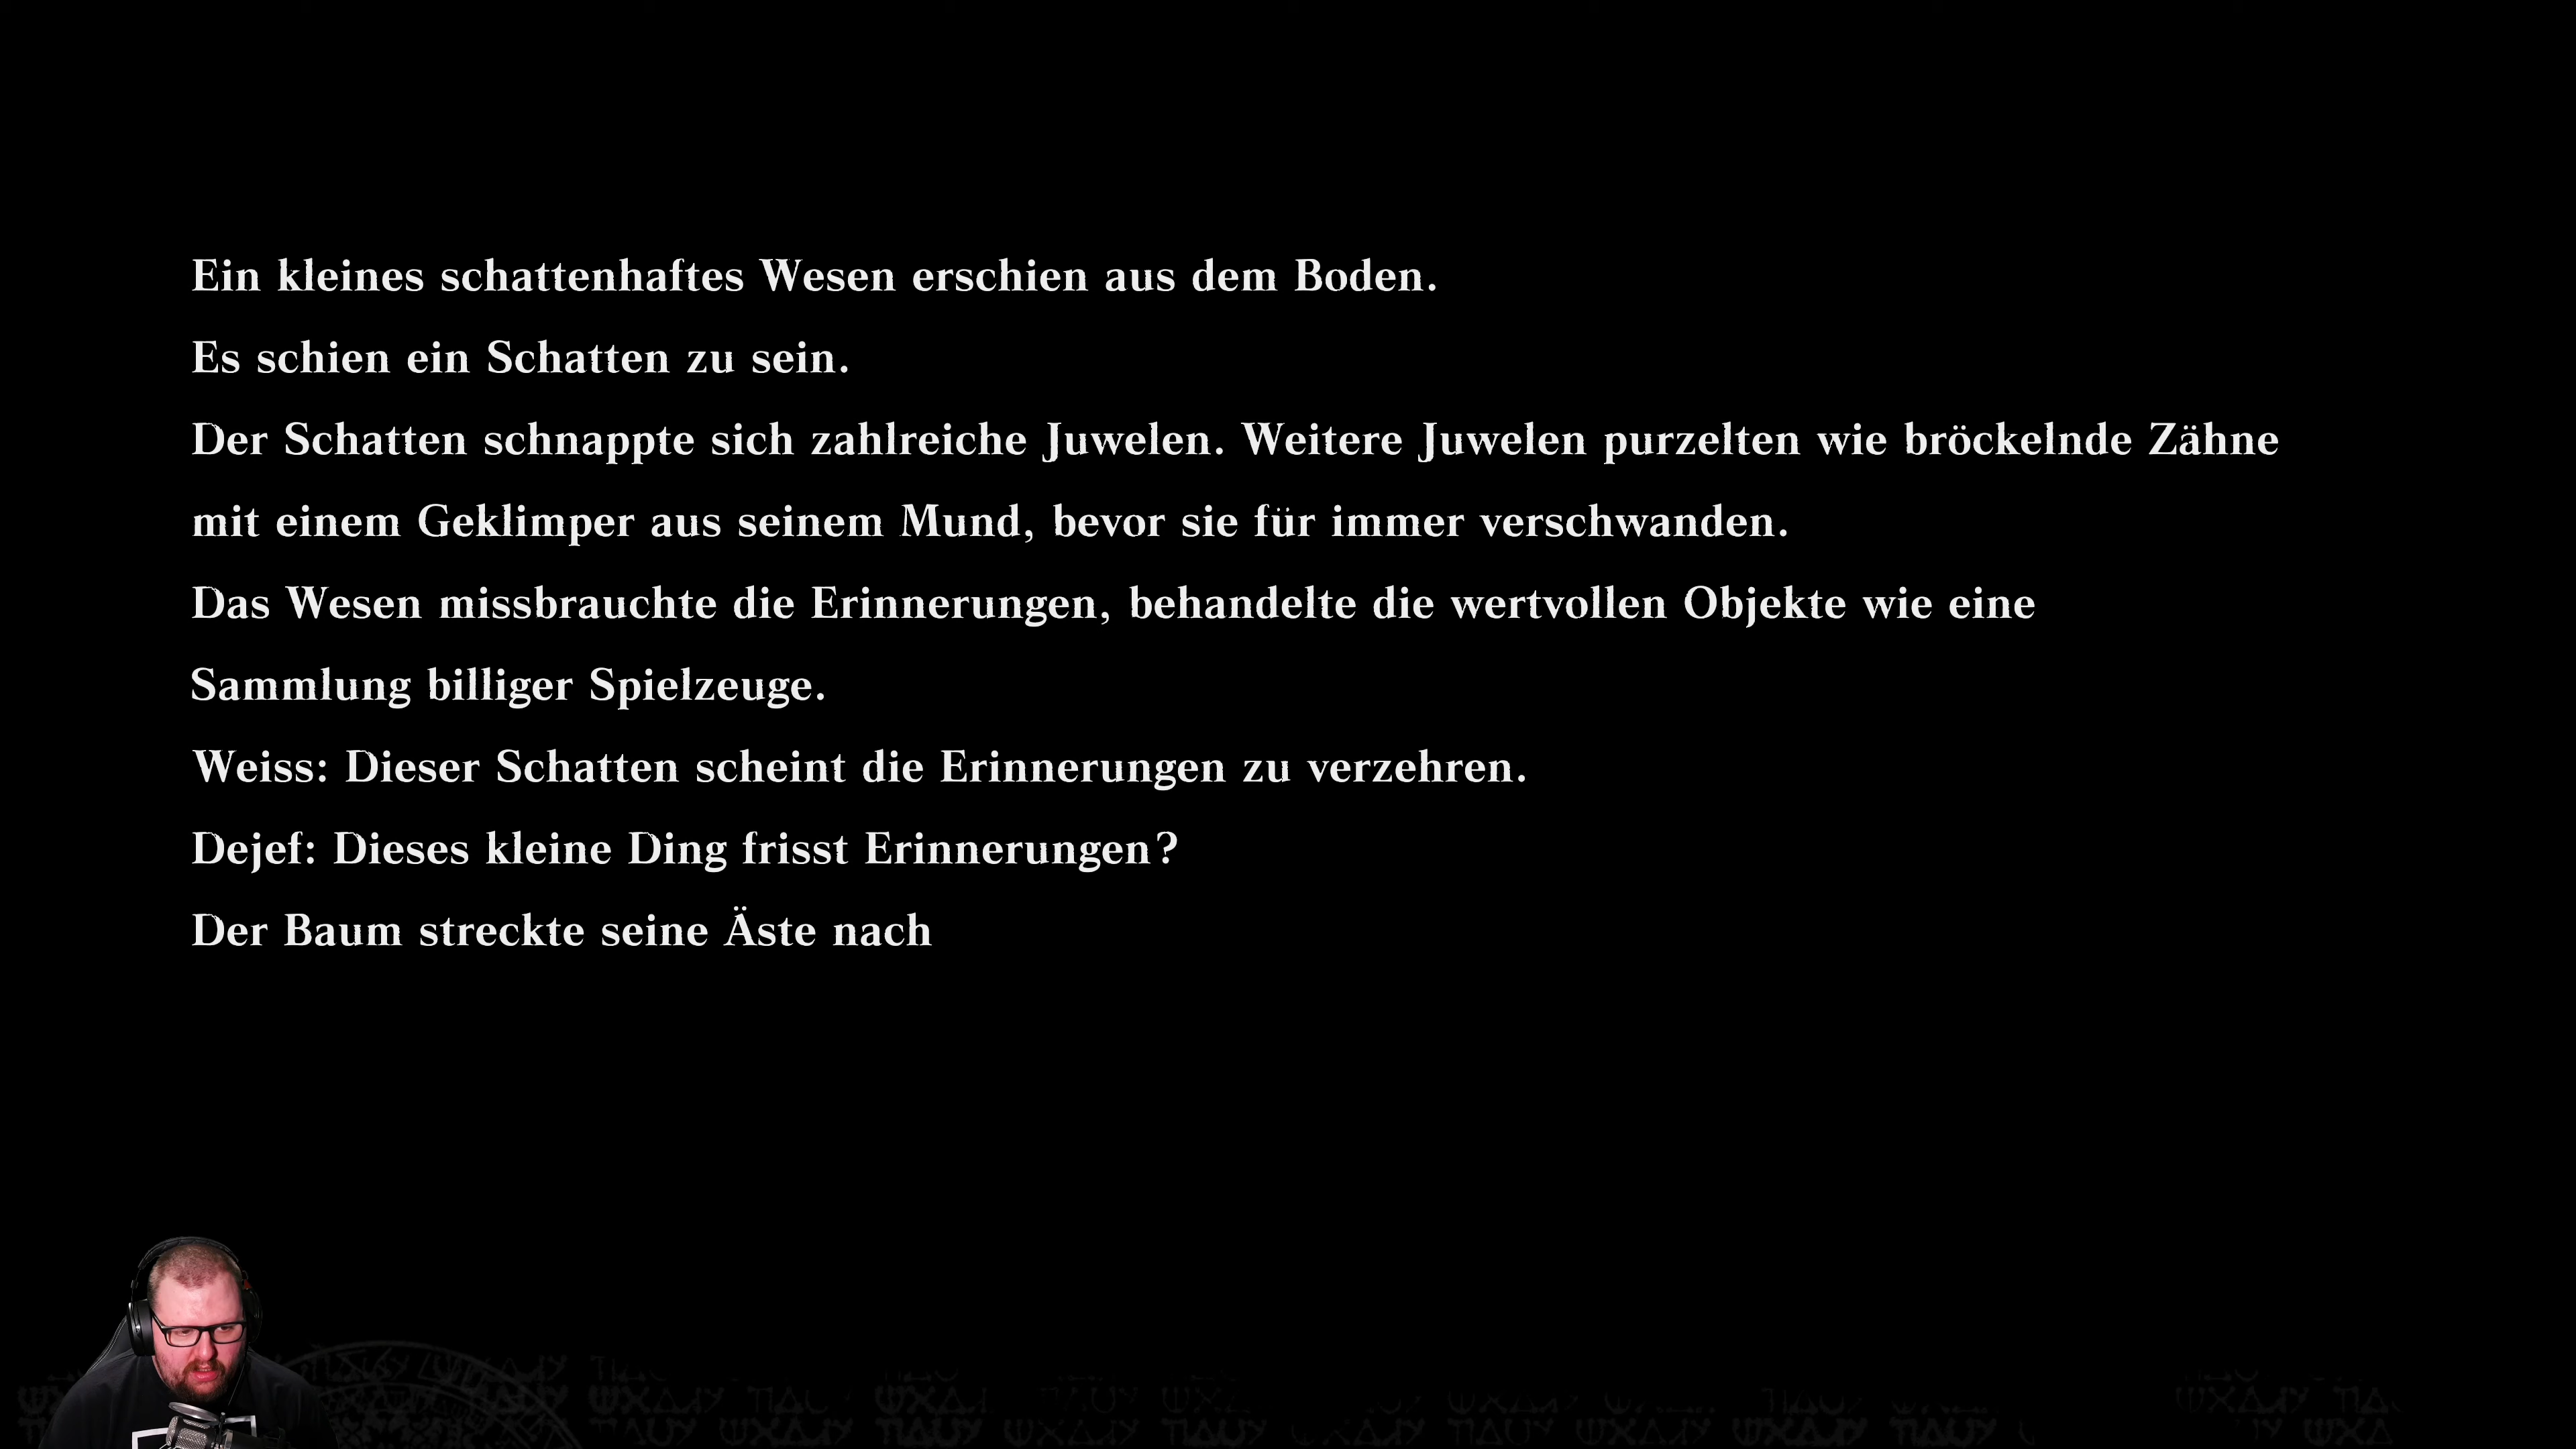 Ein kleines schattenhaftes Wesen erschien aus dem Boden.
Es schien ein Schatten zu sein.
Der Schatten schnappte sich zahlreiche Juwelen. Weitere Juwelen purzelten wie bröckelnde Zähne
mit einem Geklimper aus seinem Mund, bevor sie für immer verschwanden.
Das Wesen missbrauchte die Erinnerungen, behandelte die wertvollen Objekte wie eine
Sammlung billiger Spielzeuge.
Weiss: Dieser Schatten scheint die Erinnerungen zu verzehren.
Dejef: Dieses kleine Ding frisst Erinnerungen?
Der Baum streckte seine Äste nach